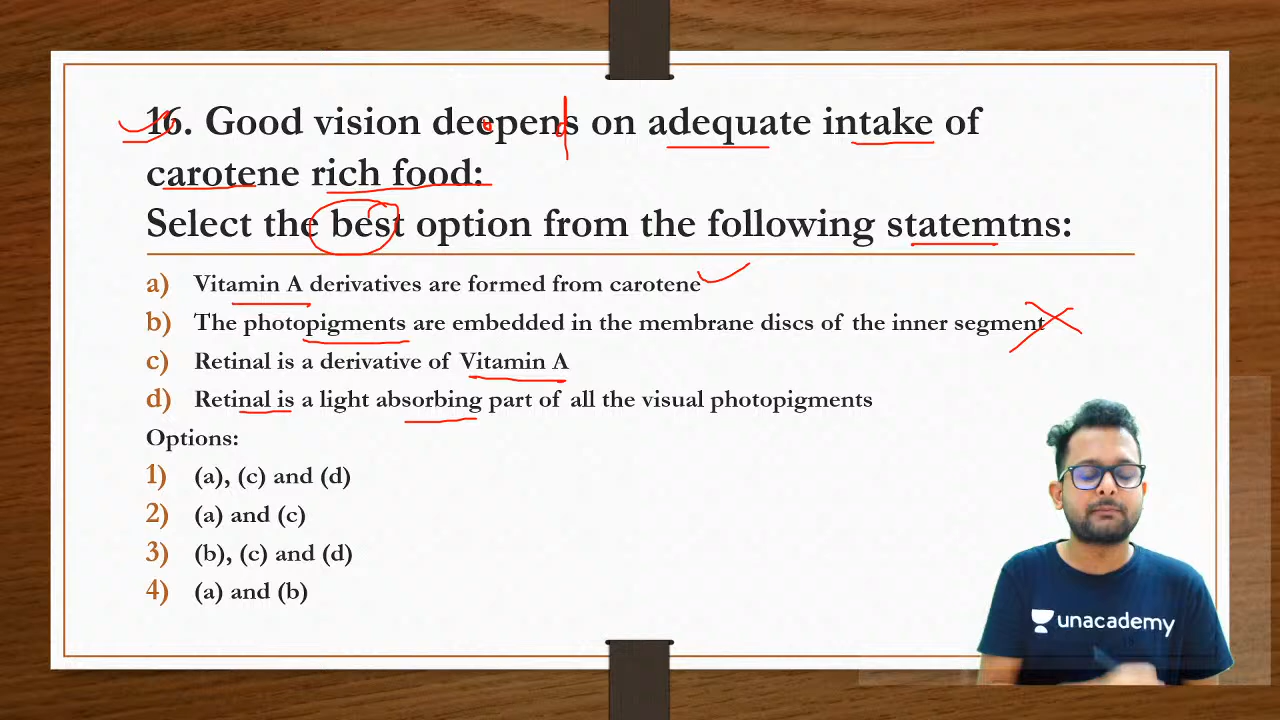 16. Good vision deepens on adequate intake of
carotene rich food:
Select the best option from the following statemtns:
a) Vitamin A derivatives are formed from carotene
b) The photopigments are embedded in the membrane discs of the inner segment
c) Retinal is a derivative of Vitamin A
d) Retinal is a light absorbing part of all the visual photopigments
Options:
1) (a), (c) and (d)
2) (a) and (c)
3) (b), (c) and (d)
4) (a) and (b)
unacademy